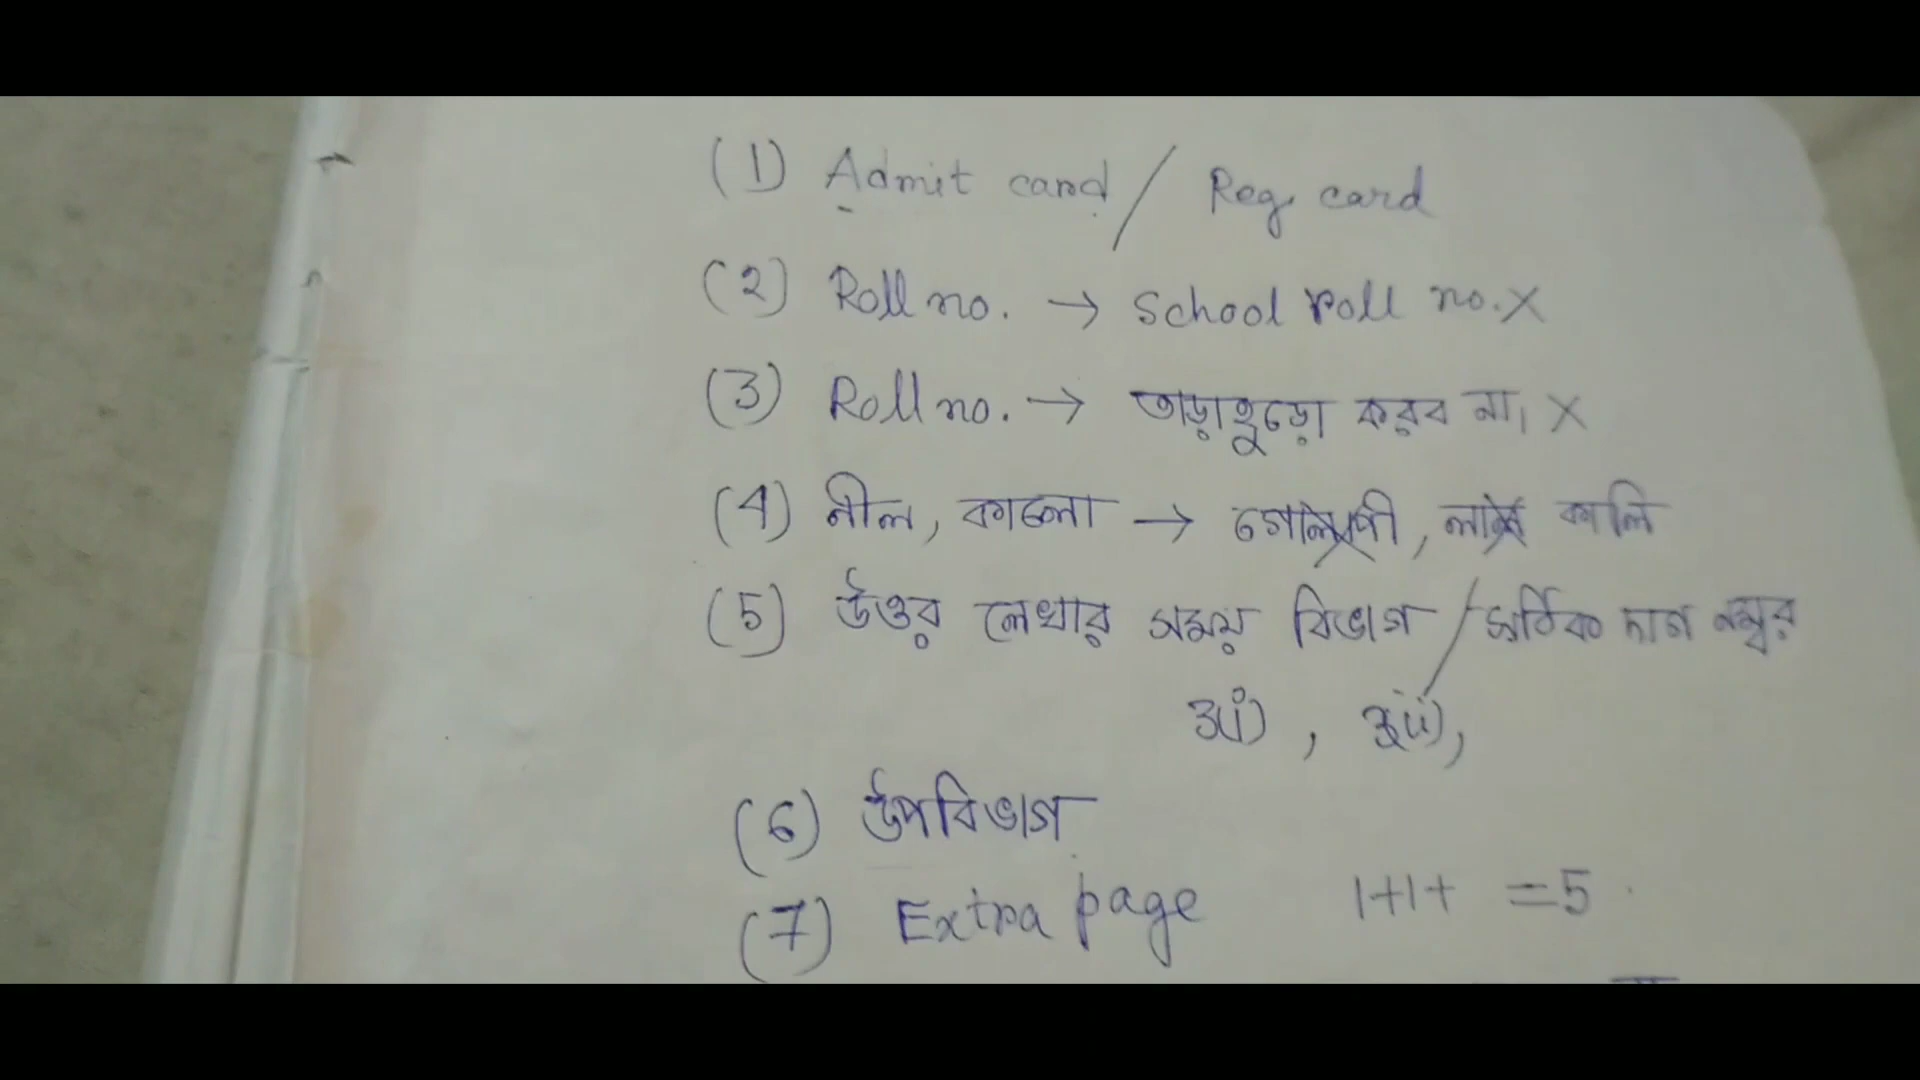 (1) Admit card / Reg. card
(2) Roll no. → School roll no. X
(3) Roll no. → তাড়াহুড়ো করব না। X
(4) নীল, কালো → গোলাপী, লাল কালি
(5) উত্তর লেখার সময় বিভাগ / সঠিক দাগ নম্বর
3(i), 3(ii),
(6) উপবিভাগ
(7) Extra page 1+1+ =5